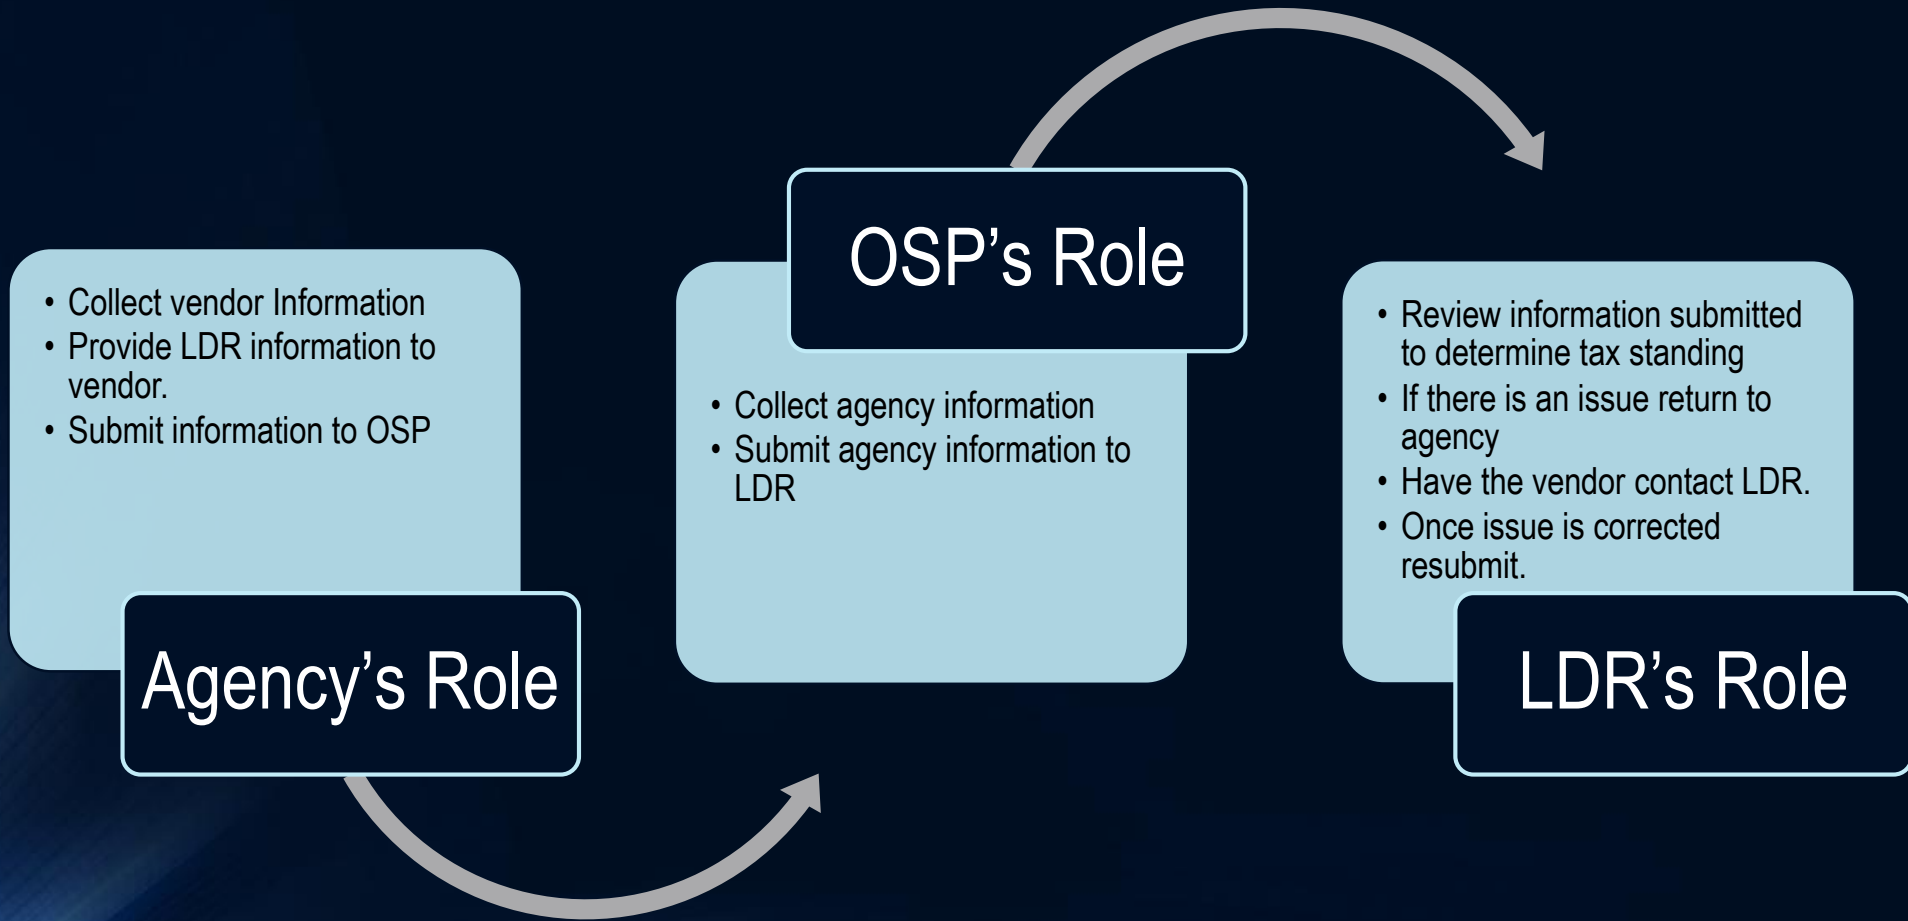 • Collect vendor Information
• Provide LDR information to
vendor.
• Submit information to OSP
Agency’s Role
OSP’s Role
• Collect agency information
• Submit agency information to
LDR
• Review information submitted
to determine tax standing
• If there is an issue return to
agency
• Have the vendor contact LDR.
• Once issue is corrected
resubmit.
LDR’s Role